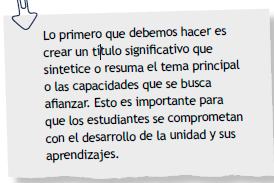 Lo primero que debemos hacer es
crear un título significativo que
sintetice o resuma el tema principal
o las capacidades que se busca
afianzar. Esto es importante para
que los estudiantes se comprometan
con el desarrollo de la unidad y sus
aprendizajes.